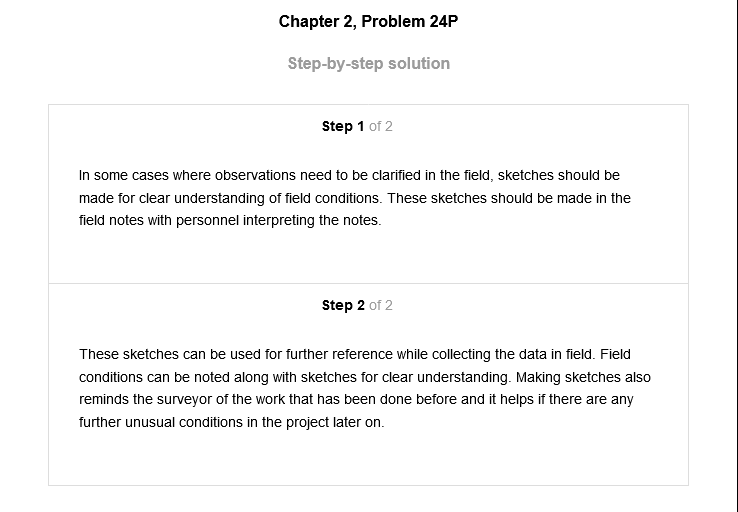 Chapter 2, Problem 24P
Step-by-step solution
Step 1 of 2
In some cases where observations need to be clarified in the field, sketches should be
made for clear understanding of field conditions. These sketches should be made in the
field notes with personnel interpreting the notes.
Step 2 of 2
These sketches can be used for further reference while collecting the data in field. Field
conditions can be noted along with sketches for clear understanding. Making sketches also
reminds the surveyor of the work that has been done before and it helps if there are any
further unusual conditions in the project later on.